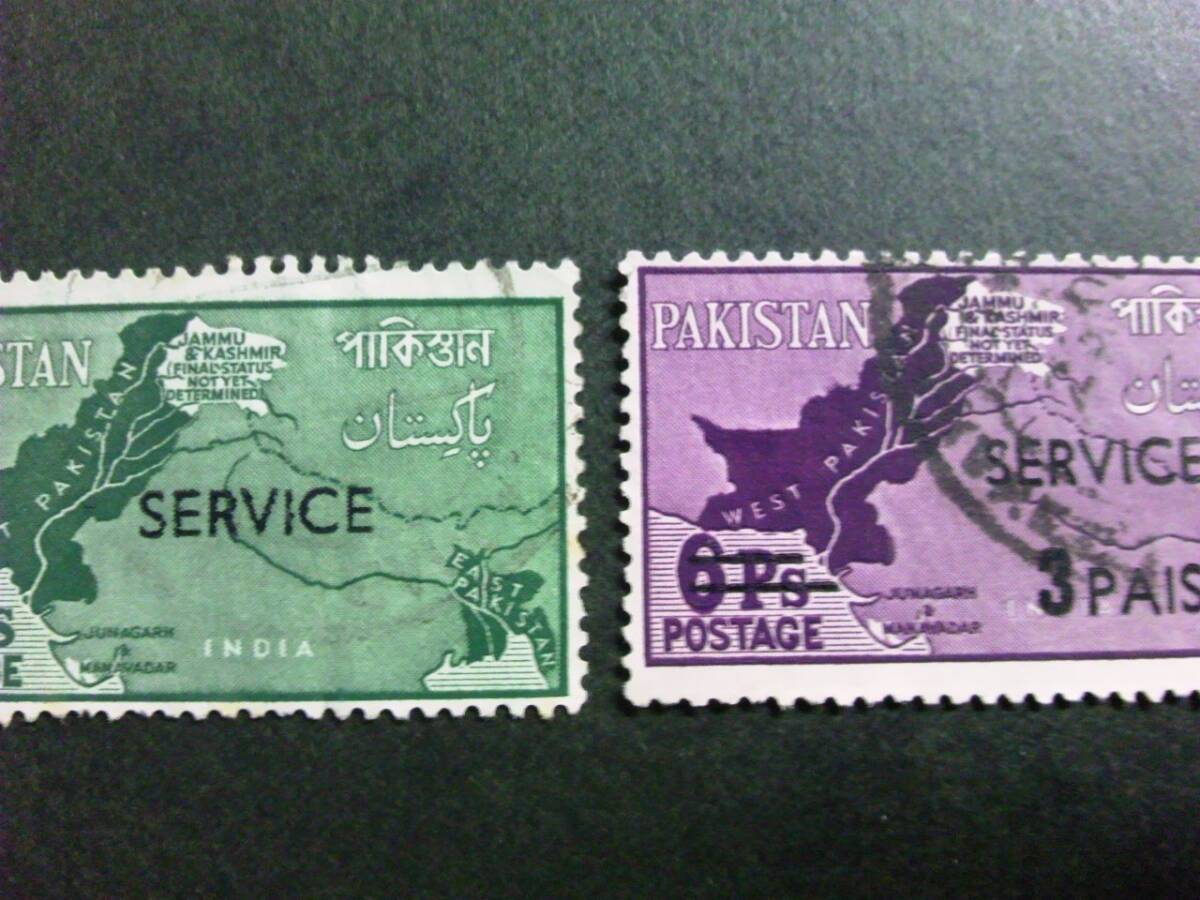 STAN
JAMMU
& KASHMIR
(FINAL STATUS
NOT YET
DETERMINED)
পাকিস্তান
پاکستان
T PAKISTAN
SERVICE
EAST
PAKISTAN
JUNAGARH
&
MANAVADAR
INDIA
S
E
PAKISTAN
JAMMU
& KASHMIR
(FINAL STATUS
NOT YET
DETERMINED)
পাকি
ستان
WEST PAKIS
SERVICE
6 Ps
3 PAIS
POSTAGE
JUNAGARH
&
MANAVADAR